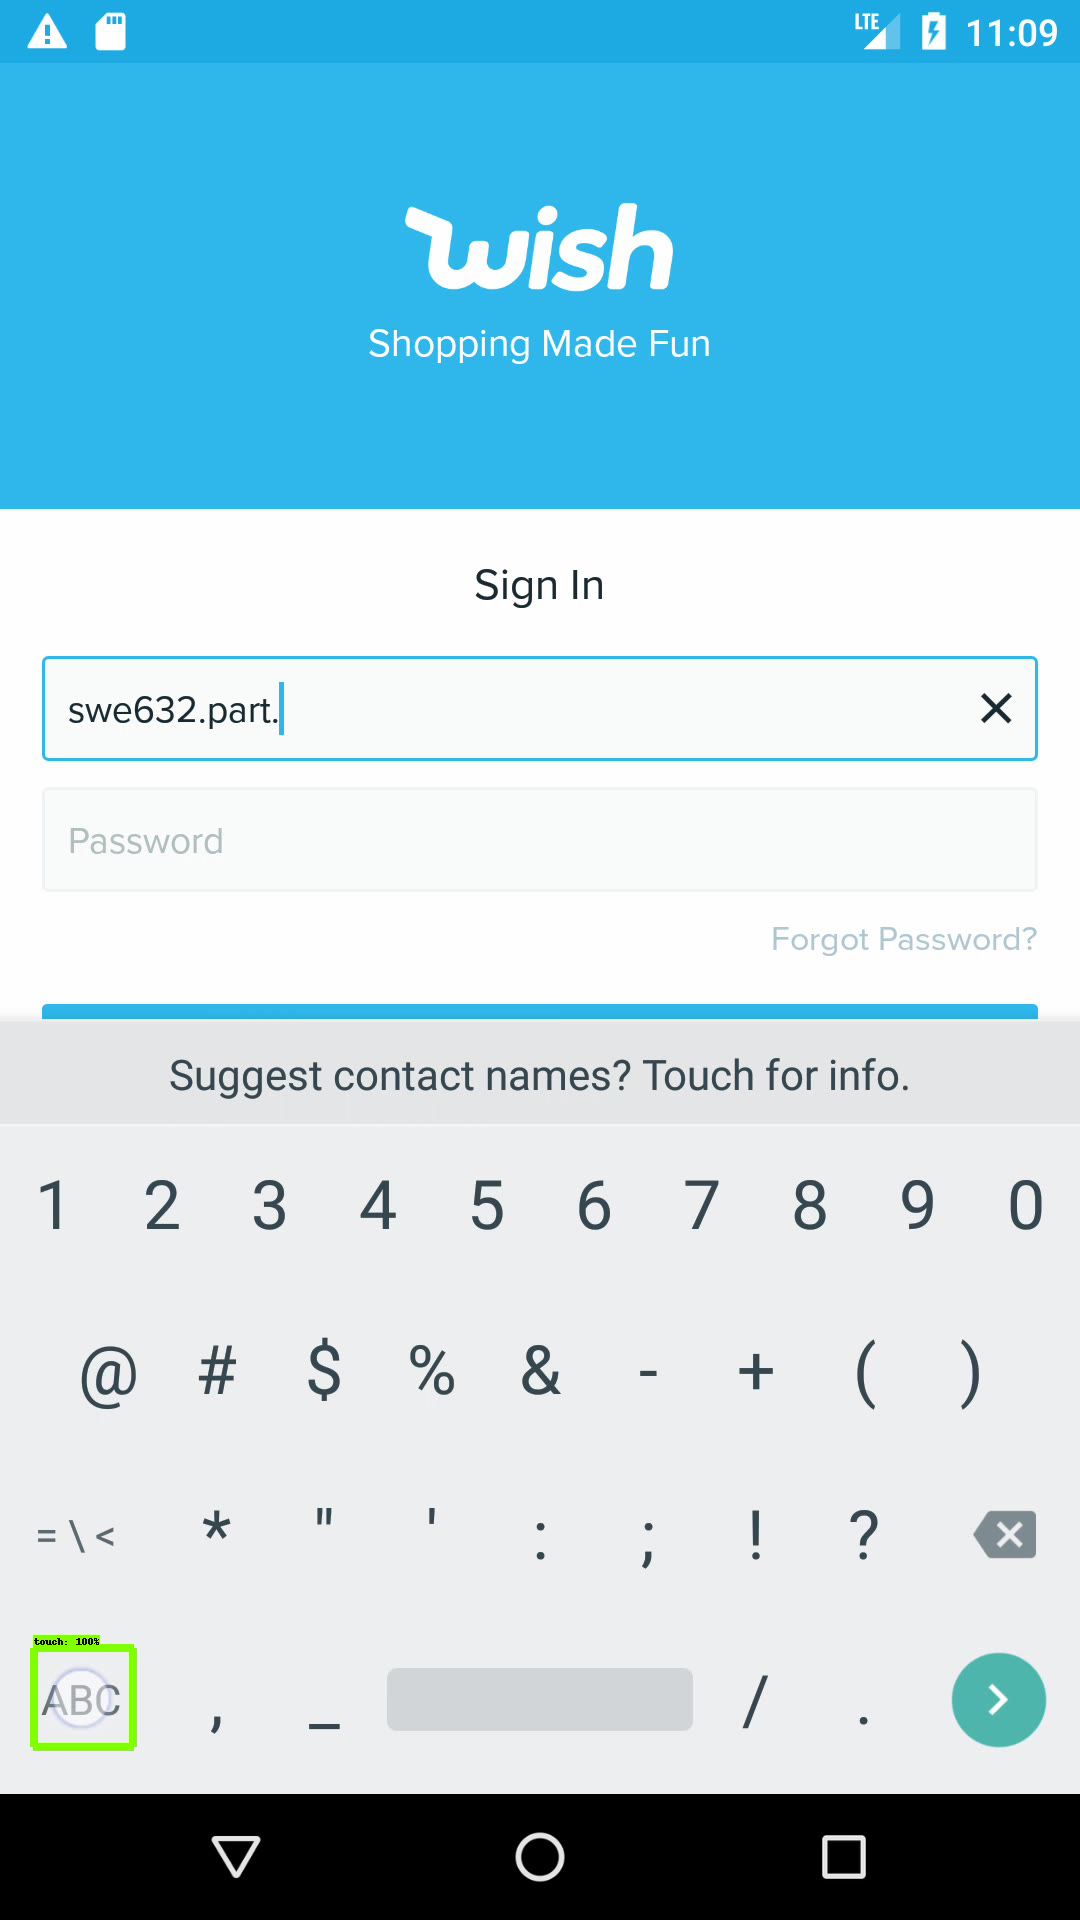 LTE 11:09
wish
Shopping Made Fun
Sign In
swe632.part.
Password
Forgot Password?
Suggest contact names? Touch for info.
1 2 3 4 5 6 7 8 9 0
@ # $ % & - + ( )
= \ < * " ' : ; ! ?
touch: 100%
ABC , _ / .